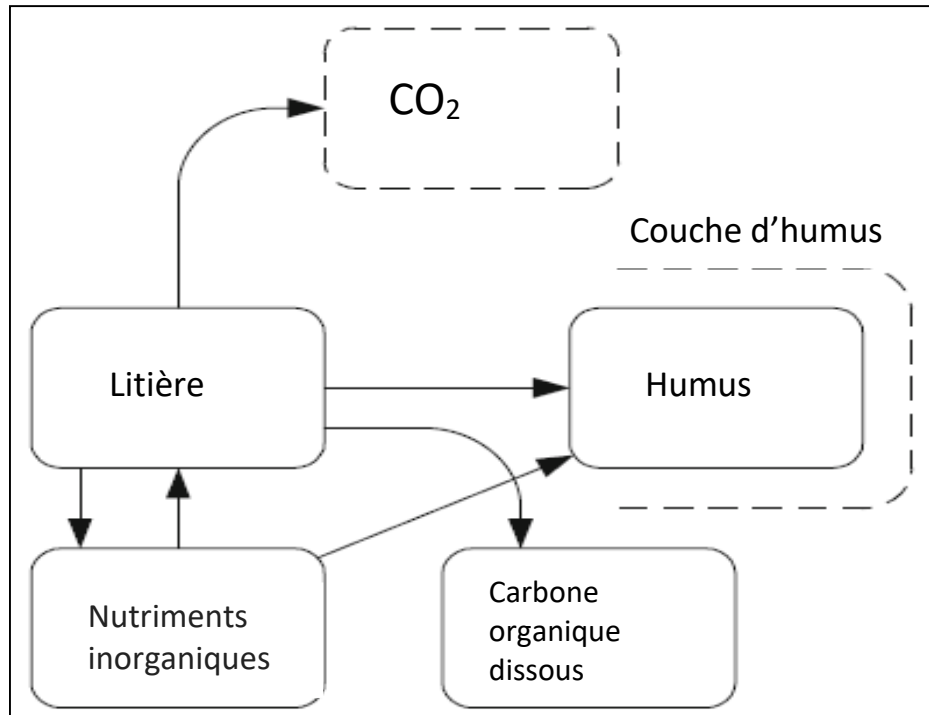 CO₂
Couche d'humus
Litière
Humus
Nutriments
inorganiques
Carbone
organique
dissous